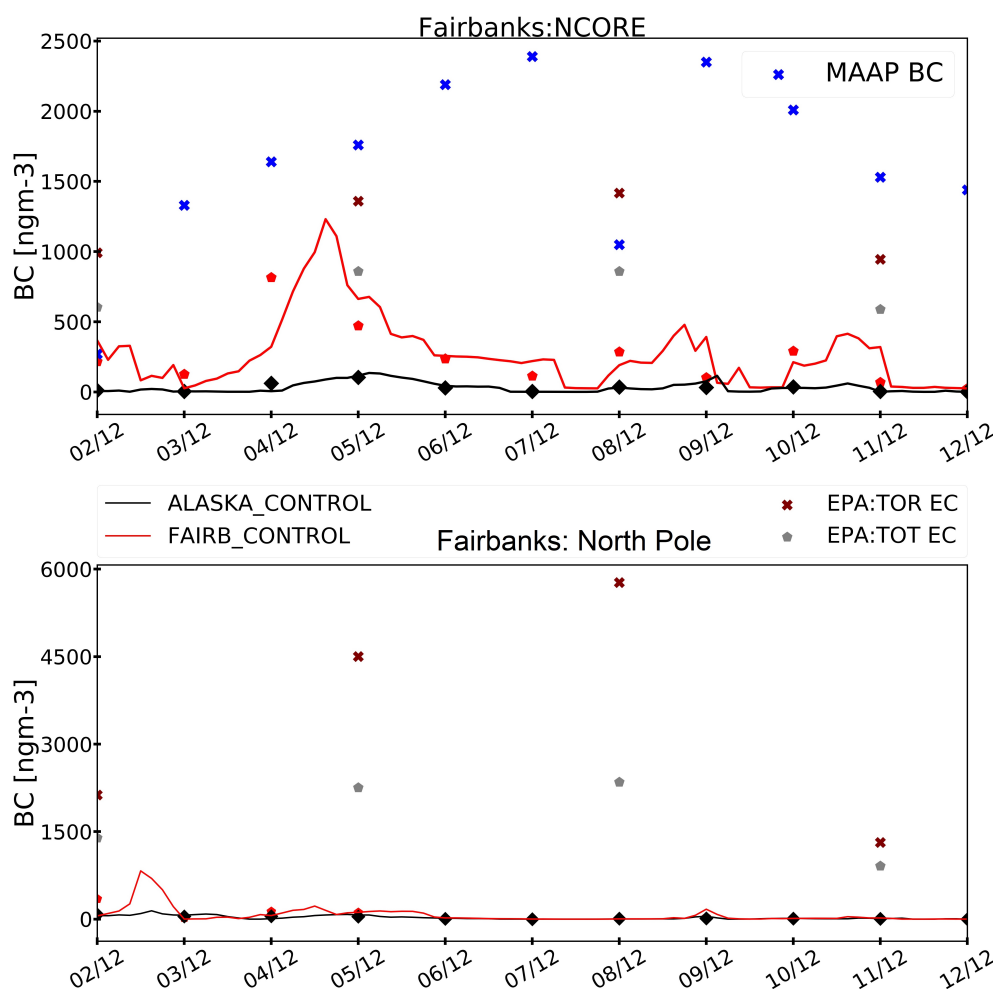 Fairbanks:NCORE
2500
2000
1500
1000
500
0
BC [ngm-3]
MAAP BC
02/12 03/12 04/12 05/12 06/12 07/12 08/12 09/12 10/12 11/12 12/12
ALASKA_CONTROL
FAIRB_CONTROL
EPA:TOR EC
EPA:TOT EC
Fairbanks: North Pole
6000
4500
3000
1500
0
BC [ngm-3]
02/12 03/12 04/12 05/12 06/12 07/12 08/12 09/12 10/12 11/12 12/12